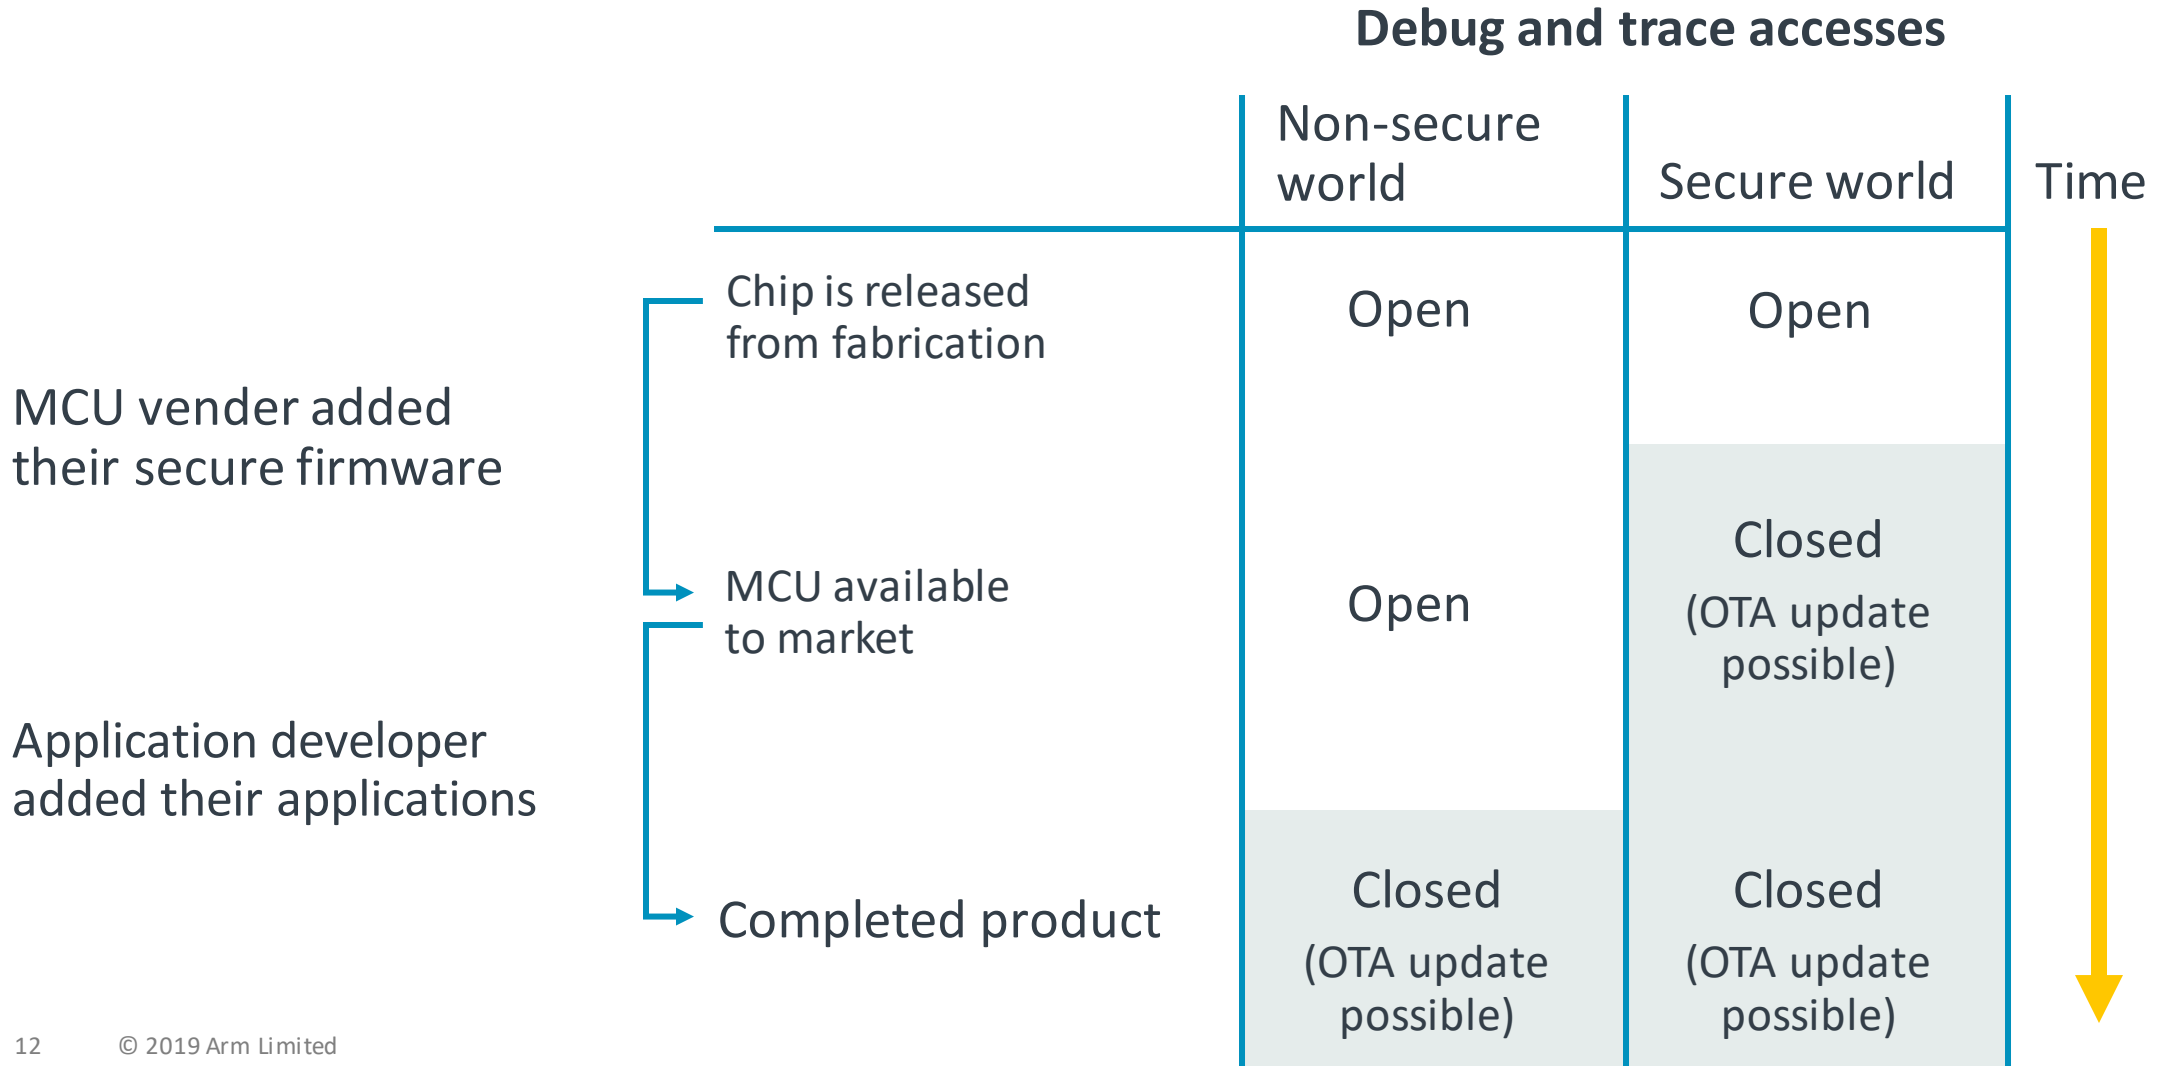 Debug and trace accesses
Non-secure
world
Secure world
Time
Chip is released
from fabrication
Open
Open
MCU vender added
their secure firmware
MCU available
to market
Open
Closed
(OTA update
possible)
Application developer
added their applications
Completed product
Closed
(OTA update
possible)
Closed
(OTA update
possible)
12 © 2019 Arm Limited